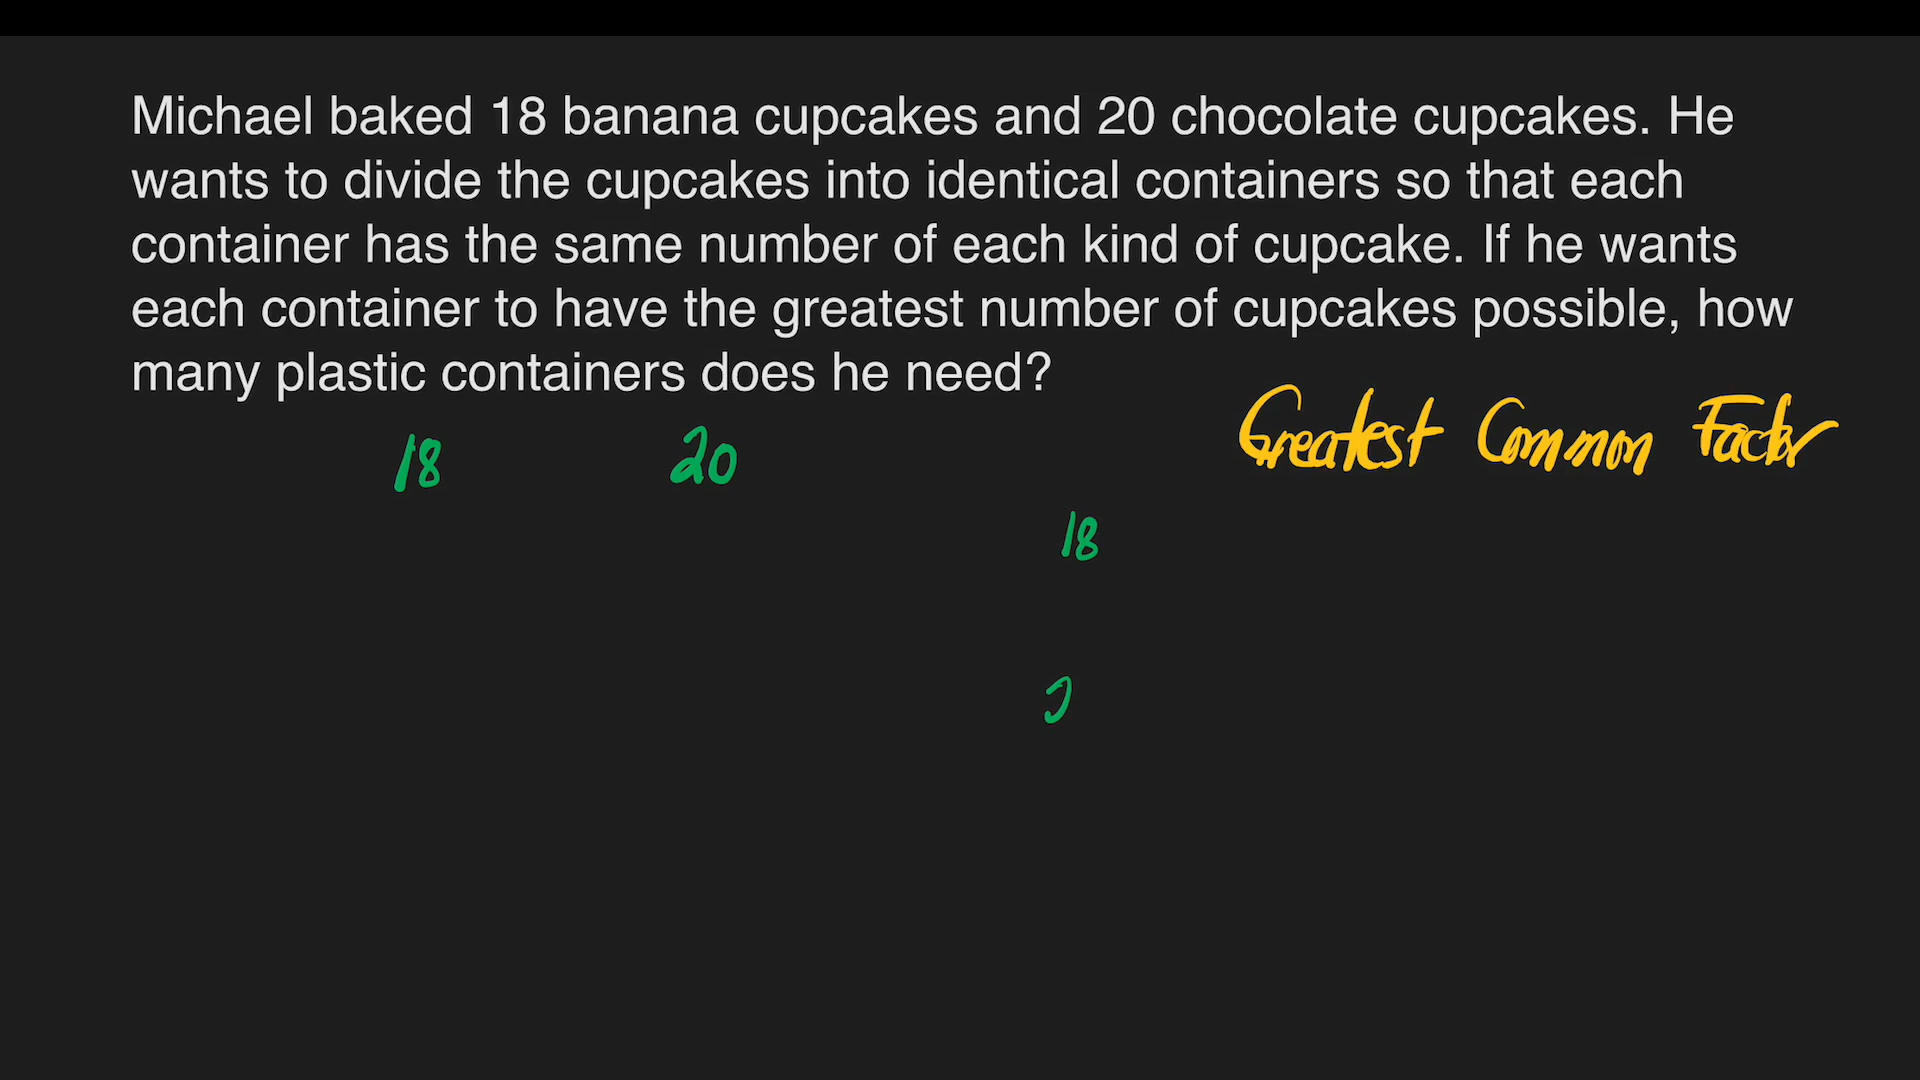 Michael baked 18 banana cupcakes and 20 chocolate cupcakes. He
wants to divide the cupcakes into identical containers so that each
container has the same number of each kind of cupcake. If he wants
each container to have the greatest number of cupcakes possible, how
many plastic containers does he need?
Greatest Common Factor
18 20
18